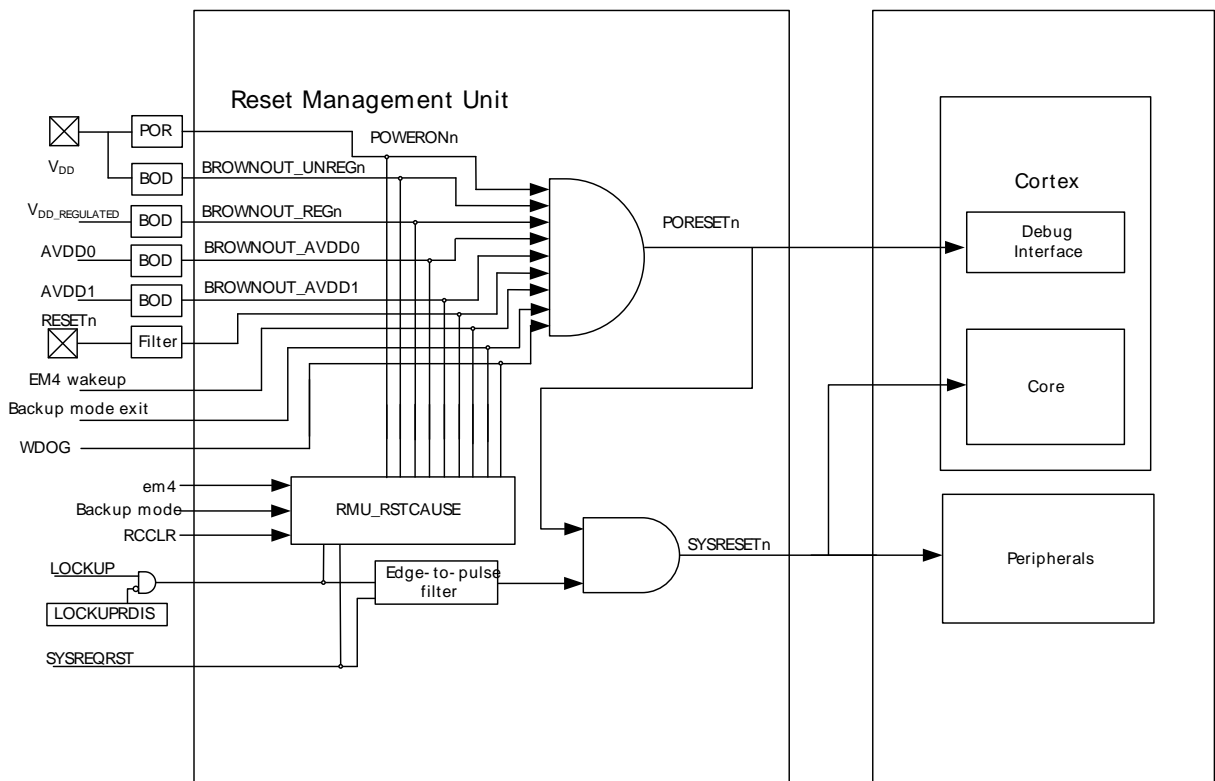 Reset Management Unit
POR
POWERONn
VDD
BOD
BROWNOUT_UNREGn
VDD_REGULATED
BOD
BROWNOUT_REGn
AVDD0
BOD
BROWNOUT_AVDD0
AVDD1
BOD
BROWNOUT_AVDD1
RESETn
Filter
EM4 wakeup
Backup mode exit
WDOG
em4
Backup mode
RCCLR
RMU_RSTCAUSE
LOCKUP
LOCKUPRDIS
Edge-to-pulse
filter
SYSREQRST
PORESETn
SYSRESETn
Cortex
Debug
Interface
Core
Peripherals